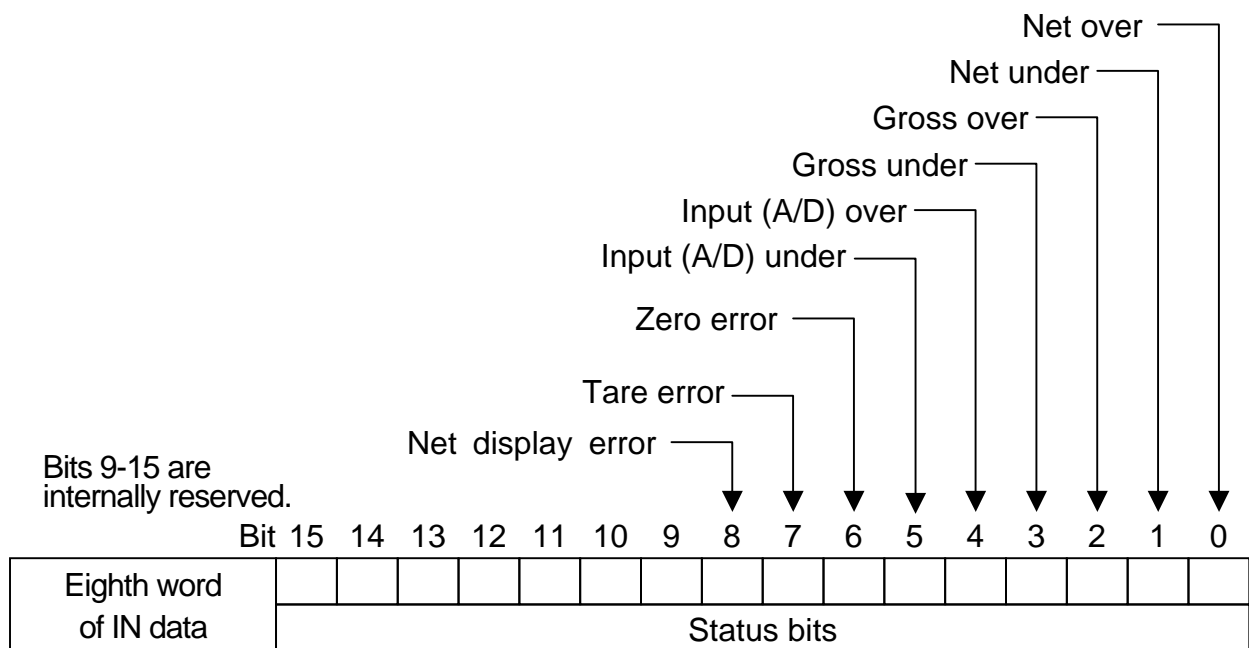 Net over
Net under
Gross over
Gross under
Input (A/D) over
Input (A/D) under
Zero error
Tare error
Net display error
Bits 9-15 are
internally reserved.
Bit 15 14 13 12 11 10 9 8 7 6 5 4 3 2 1 0
Eighth word
of IN data
Status bits